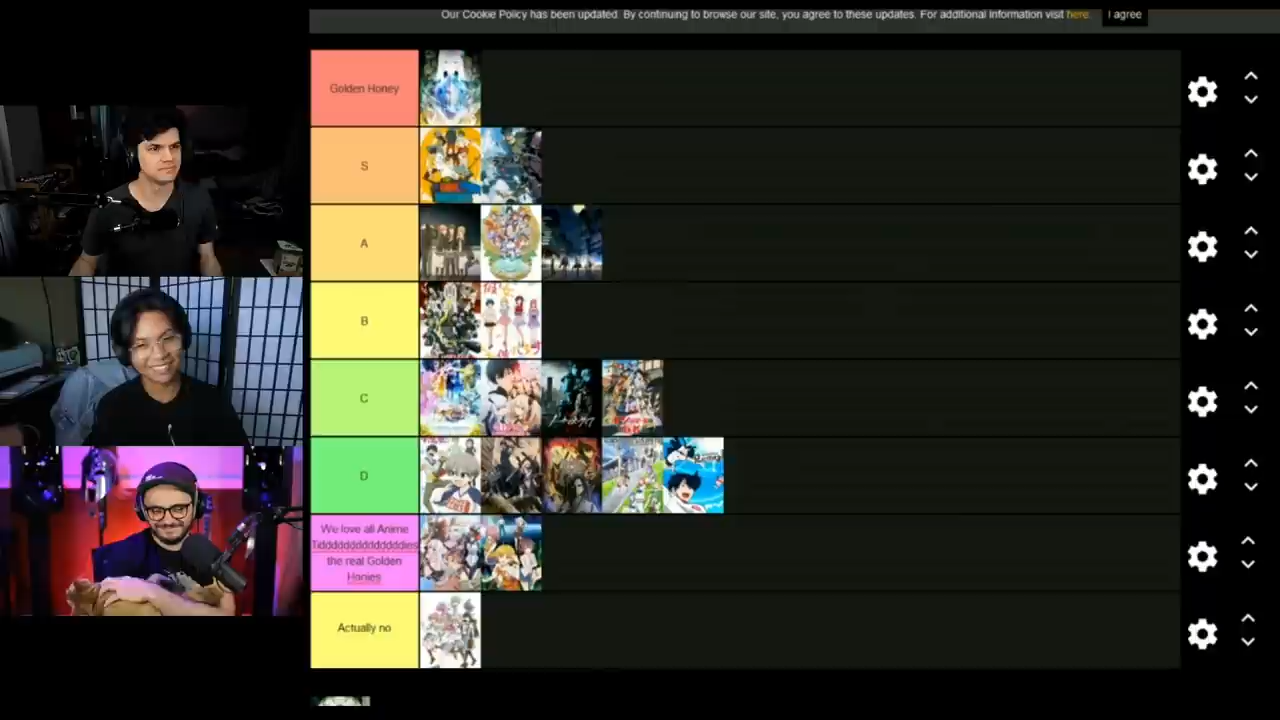 Our Cookie Policy has been updated. By continuing to browse our site, you agree to these updates. For additional Information visit here. I agree
Golden Honey
S
A
B
C
D
We love all Anime
the real Golden
Honies
Actually no